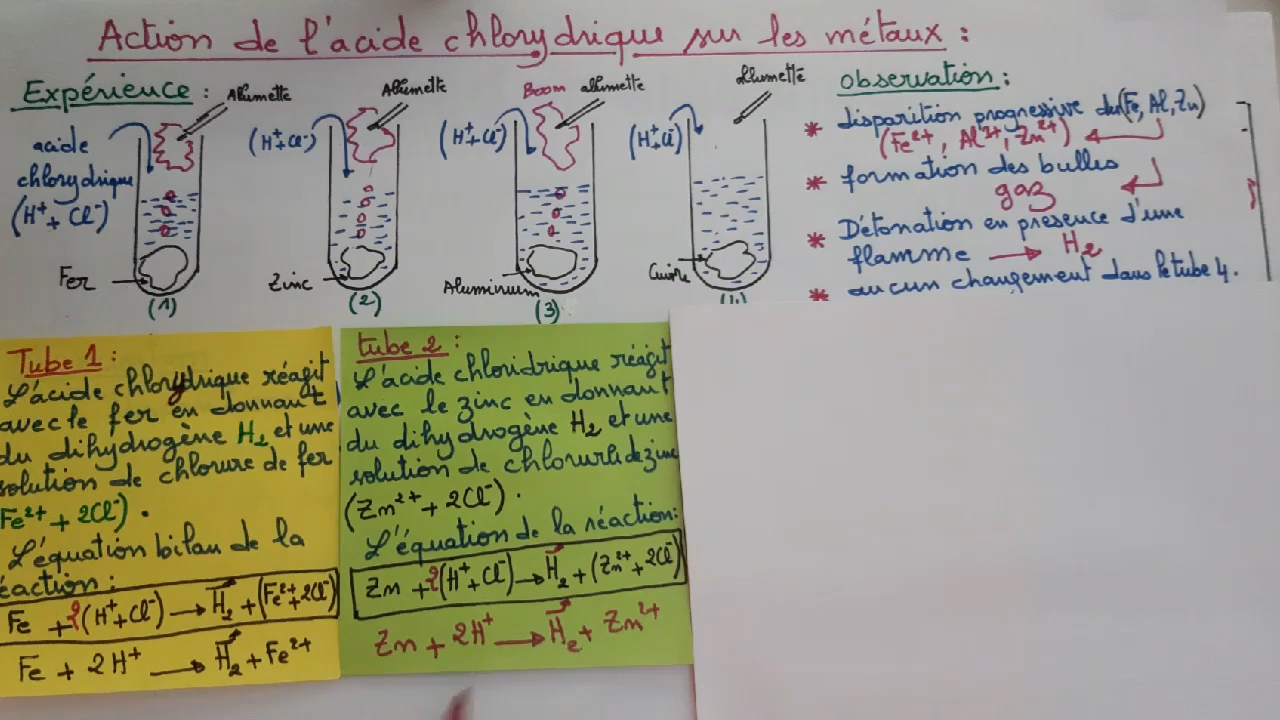 Action de l'acide chlorydrique sur les métaux :
Expérience :
Allumette
Allumette
Boom allumette
Allumette
acide
chlorydrique
(H⁺ + Cl⁻)
(H⁺+Cl⁻)
(H⁺+Cl⁻)
(H⁺+Cl⁻)
Fer
Zinc
Aluminium
Cuivre
(1)
(2)
(3)
(4)
Observation :
* disparition progressive du (Fe, Al, Zn)
(Fe²⁺, Al³⁺, Zn²⁺)
* formation des bulles
gaz
* Détonation en présence d'une
flamme → H₂
* aucun changement dans le tube 4.
Tube 1 :
L'acide chlorydrique réagit
avec le fer en donnant
du dihydrogène H₂ et une
solution de chlorure de fer
Fe²⁺ + 2Cl⁻).
L'équation bilan de la
éaction :
Fe + 2(H⁺+Cl⁻) → H₂ + (Fe²⁺+2Cl⁻)
Fe + 2H⁺ → H₂ + Fe²⁺
tube 2 :
L'acide chloridrique réagit
avec le zinc en donnant
du dihydrogène H₂ et une
solution de chlorure de zinc
(Zn²⁺ + 2Cl⁻).
L'équation de la réaction :
Zn + 2(H⁺+Cl⁻) → H₂ + (Zn²⁺+2Cl⁻)
Zn + 2H⁺ → H₂ + Zn²⁺